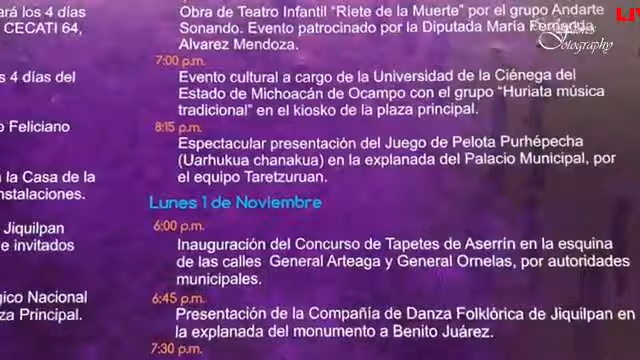 ará los 4 días
CECATI 64,
s 4 días del
o Feliciano
n la Casa de la
nstalaciones.
Jiquilpan
e invitados
gico Nacional
za Principal.
Obra de Teatro Infantil “Ríete de la Muerte” por el grupo Andarte
Sonando. Evento patrocinado por la Diputada María Fernanda
Alvarez Mendoza.
7:00 p.m.
Evento cultural a cargo de la Universidad de la Ciénega del
Estado de Michoacán de Ocampo con el grupo “Huriata música
tradicional” en el kiosko de la plaza principal.
8:15 p.m.
Espectacular presentación del Juego de Pelota Purhépecha
(Uarhukua chanakua) en la explanada del Palacio Municipal, por
el equipo Taretzuruan.
Lunes 1 de Noviembre
6:00 p.m.
Inauguración del Concurso de Tapetes de Aserrín en la esquina
de las calles General Arteaga y General Ornelas, por autoridades
municipales.
6:45 p.m.
Presentación de la Compañía de Danza Folklórica de Jiquilpan en
la explanada del monumento a Benito Juárez.
7:30 p.m.
LIV
Fotography